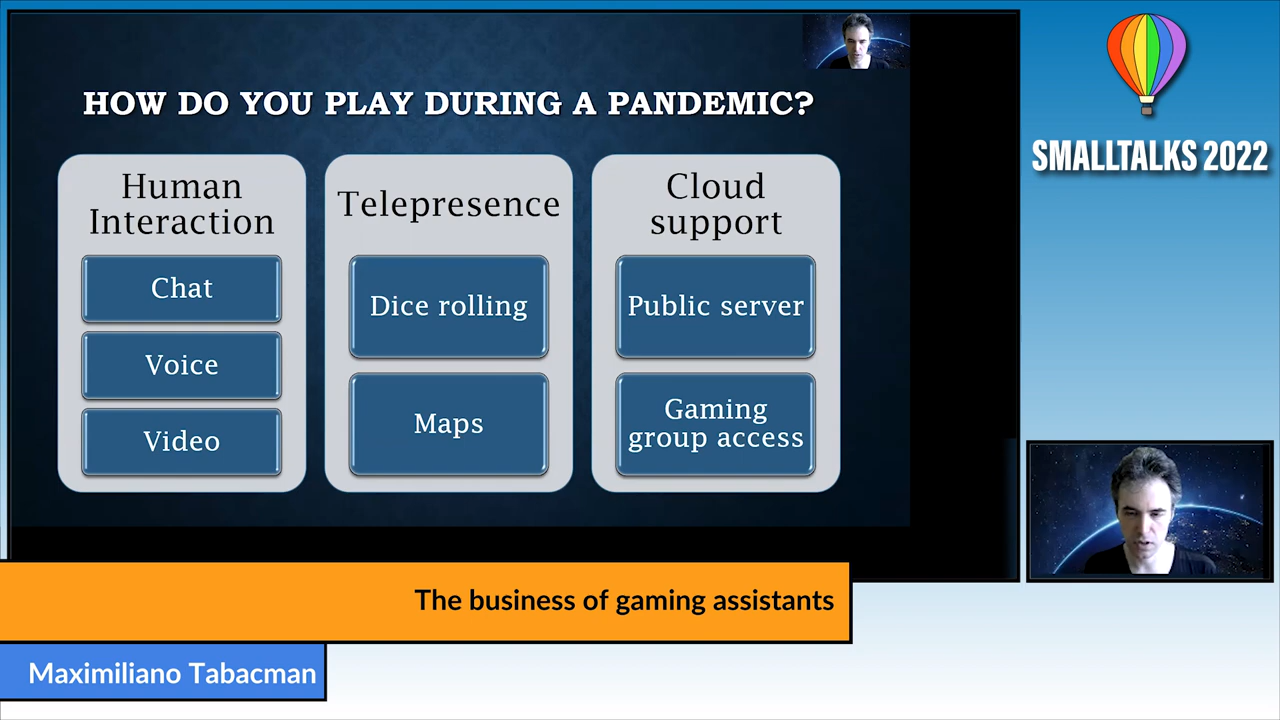 HOW DO YOU PLAY DURING A PANDEMIC?
Human
Interaction
Chat
Voice
Video
Telepresence
Dice rolling
Maps
Cloud
support
Public server
Gaming
group access
SMALLTALKS 2022
The business of gaming assistants
Maximiliano Tabacman